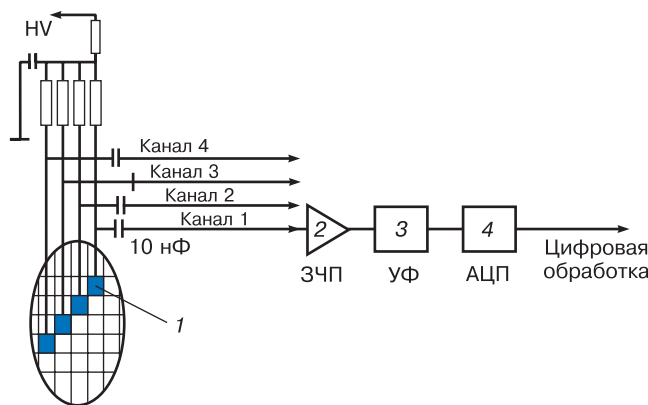 HV
Канал 4
Канал 3
Канал 2
Канал 1
10 нФ
2
3
4
ЗЧП
УФ
АЦП
Цифровая
обработка
1